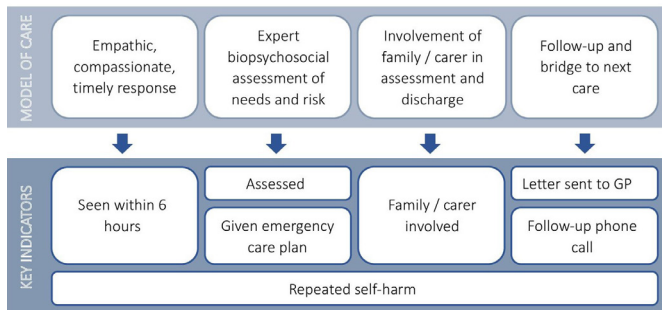 MODEL OF CARE
Empathic,
compassionate,
timely response
Expert
biopsychosocial
assessment of
needs and risk
Involvement of
family / carer in
assessment and
discharge
Follow-up and
bridge to next
care
KEY INDICATORS
Seen within 6
hours
Assessed
Given emergency
care plan
Family / carer
involved
Letter sent to GP
Follow-up phone
call
Repeated self-harm